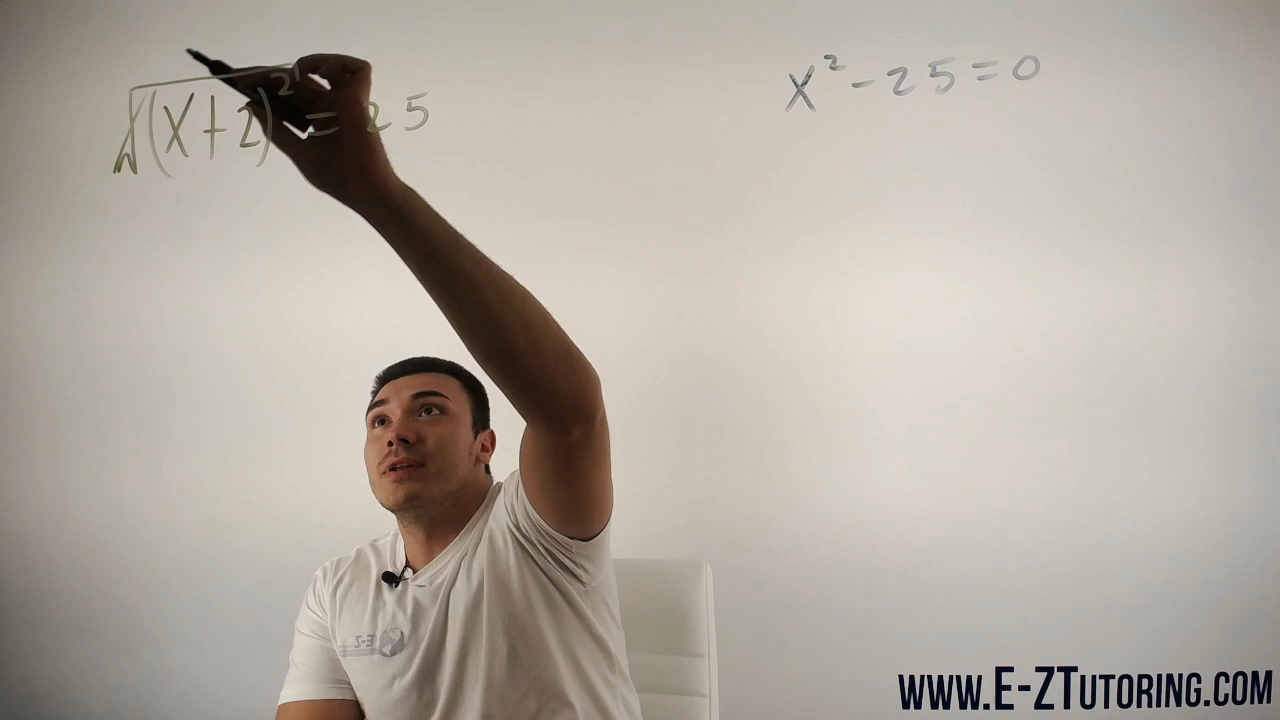 √(x+2)² = 25
x² - 25 = 0
E-Z
www.E-ZTutoring.com